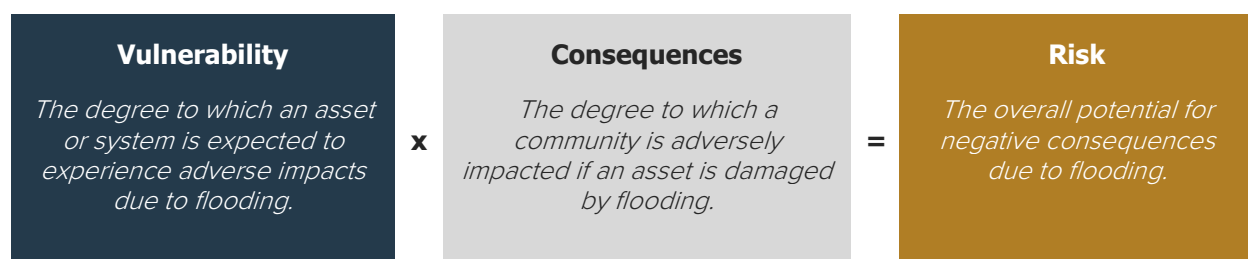 Vulnerability
The degree to which an asset
or system is expected to
experience adverse impacts
due to flooding.
x
Consequences
The degree to which a
community is adversely
impacted if an asset is damaged
by flooding.
=
Risk
The overall potential for
negative consequences
due to flooding.